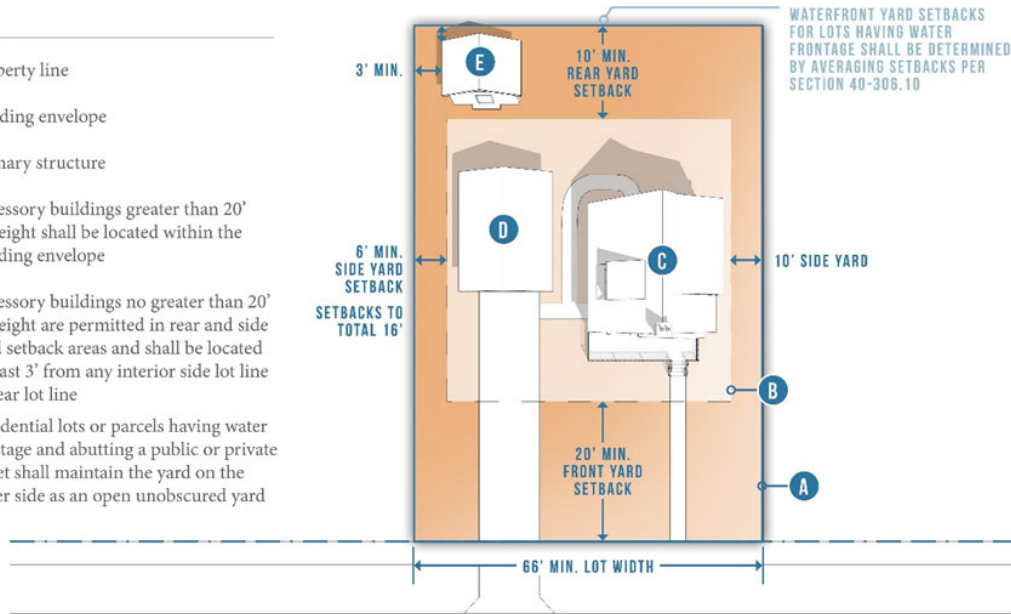 perty line
ding envelope
nary structure
essory buildings greater than 20'
eight shall be located within the
ding envelope
essory buildings no greater than 20'
eight are permitted in rear and side
d setback areas and shall be located
ast 3' from any interior side lot line
ear lot line
dential lots or parcels having water
tage and abutting a public or private
et shall maintain the yard on the
er side as an open unobscured yard
WATERFRONT YARD SETBACKS
FOR LOTS HAVING WATER
FRONTAGE SHALL BE DETERMINED
BY AVERAGING SETBACKS PER
SECTION 40-306.10
3' MIN.
E
10' MIN.
REAR YARD
SETBACK
D
C
6' MIN.
SIDE YARD
SETBACK
SETBACKS TO
TOTAL 16'
10' SIDE YARD
B
20' MIN.
FRONT YARD
SETBACK
A
66' MIN. LOT WIDTH